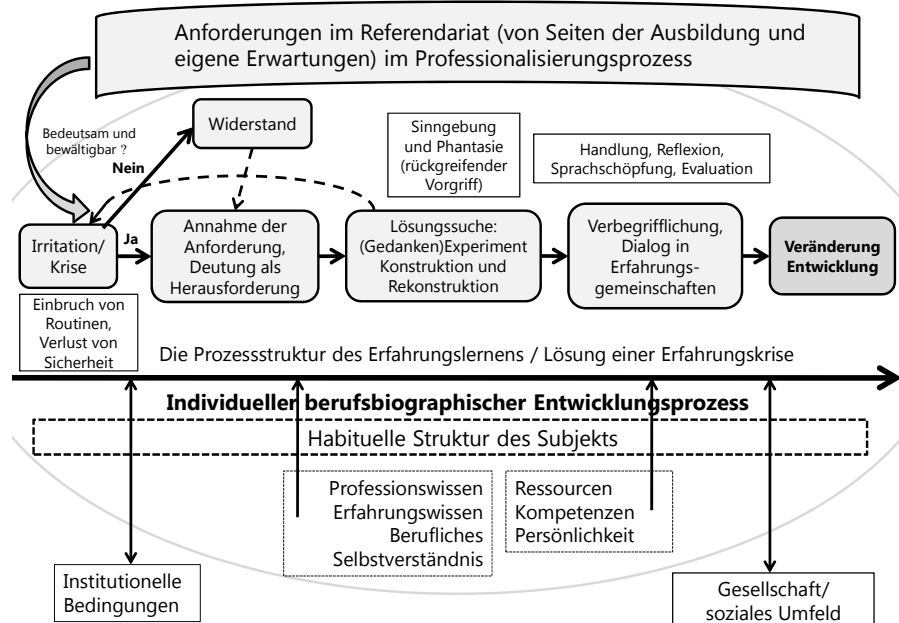 Anforderungen im Referendariat (von Seiten der Ausbildung und
eigene Erwartungen) im Professionalisierungsprozess
Bedeutsam und
bewältigbar ?
Nein
Widerstand
Sinngebung
und Phantasie
(rückgreifender
Vorgriff)
Handlung, Reflexion,
Sprachschöpfung, Evaluation
Irritation/
Krise
Ja
Annahme der
Anforderung,
Deutung als
Herausforderung
Lösungssuche:
(Gedanken)Experiment
Konstruktion und
Rekonstruktion
Verbegrifflichung,
Dialog in
Erfahrungs-
gemeinschaften
Veränderung
Entwicklung
Einbruch von
Routinen,
Verlust von
Sicherheit
Die Prozessstruktur des Erfahrungslernens / Lösung einer Erfahrungskrise
Individueller berufsbiographischer Entwicklungsprozess
Habituelle Struktur des Subjekts
Professionswissen
Erfahrungswissen
Berufliches
Selbstverständnis
Ressourcen
Kompetenzen
Persönlichkeit
Institutionelle
Bedingungen
Gesellschaft/
soziales Umfeld